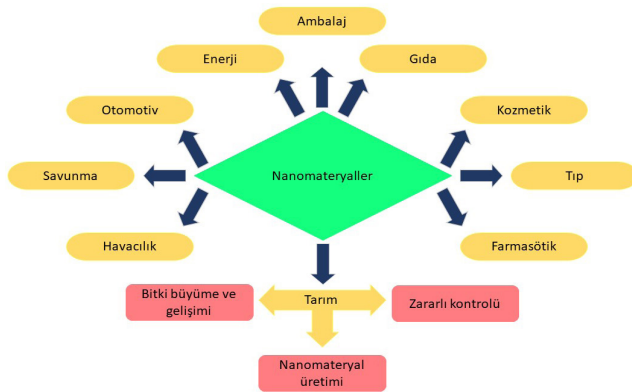 Ambalaj
Enerji
Gıda
Otomotiv
Kozmetik
Savunma
Nanomateryaller
Tıp
Havacılık
Farmasötik
Bitki büyüme ve
gelişimi
Tarım
Zararlı kontrolü
Nanomateryal
üretimi